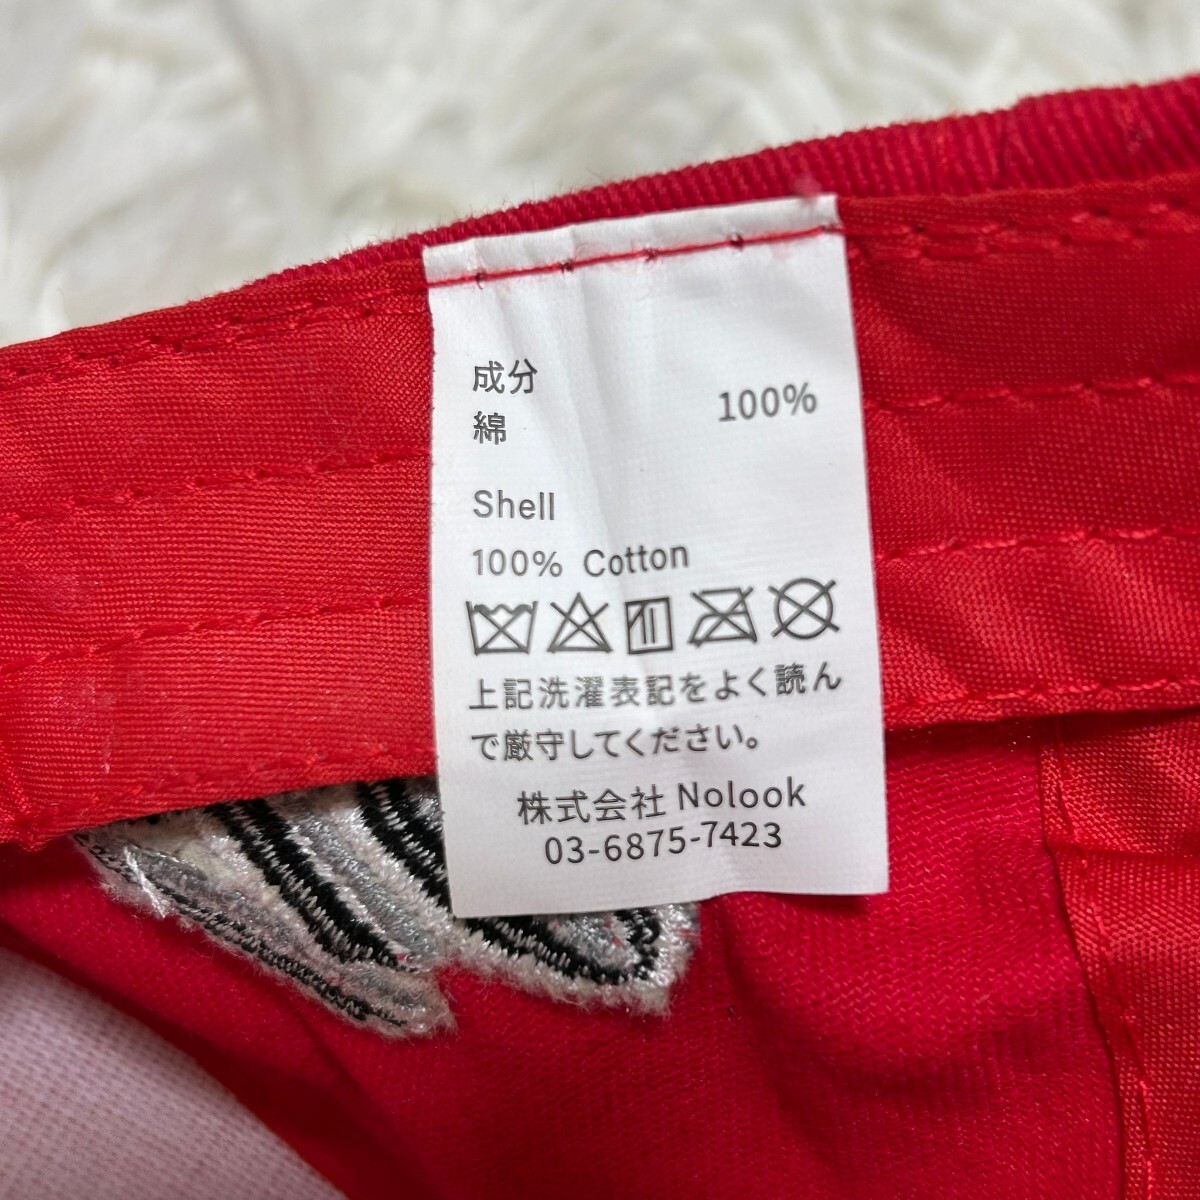 成分
綿 100%
Shell
100% Cotton
上記洗濯表記をよく読ん
で厳守してください。
株式会社 Nolook
03-6875-7423